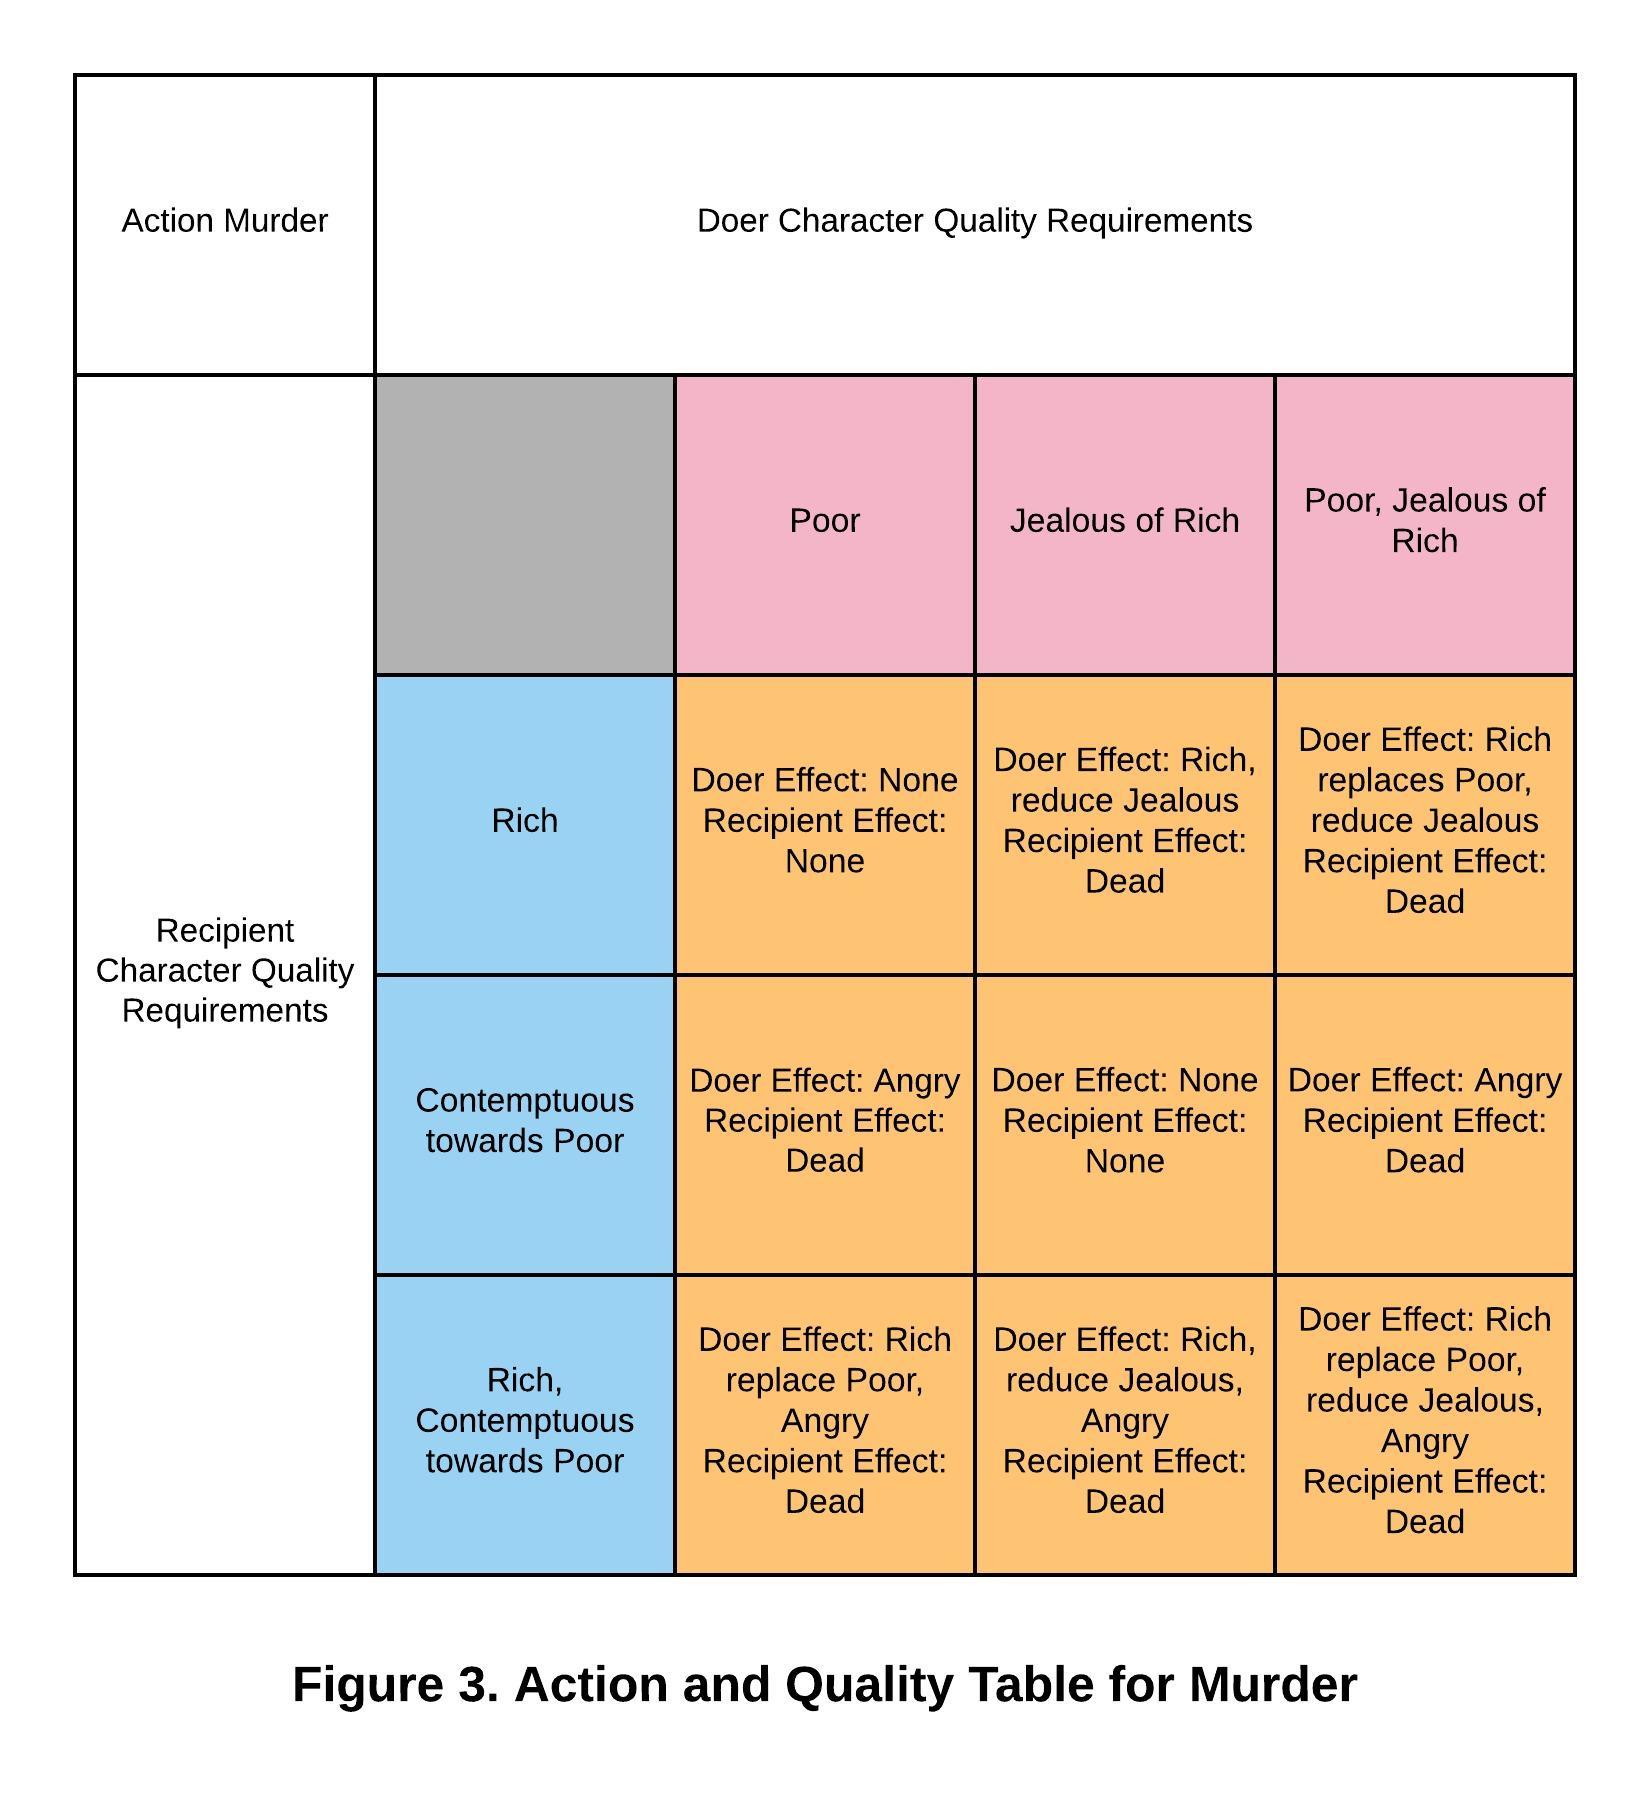 Action Murder
Doer Character Quality Requirements
Recipient
Character Quality
Requirements
Poor
Jealous of Rich
Poor, Jealous of
Rich
Rich
Doer Effect: None
Recipient Effect:
None
Doer Effect: Rich,
reduce Jealous
Recipient Effect:
Dead
Doer Effect: Rich
replaces Poor,
reduce Jealous
Recipient Effect:
Dead
Contemptuous
towards Poor
Doer Effect: Angry
Recipient Effect:
Dead
Doer Effect: None
Recipient Effect:
None
Doer Effect: Angry
Recipient Effect:
Dead
Rich,
Contemptuous
towards Poor
Doer Effect: Rich
replace Poor,
Angry
Recipient Effect:
Dead
Doer Effect: Rich,
reduce Jealous,
Angry
Recipient Effect:
Dead
Doer Effect: Rich
replace Poor,
reduce Jealous,
Angry
Recipient Effect:
Dead
Figure 3. Action and Quality Table for Murder